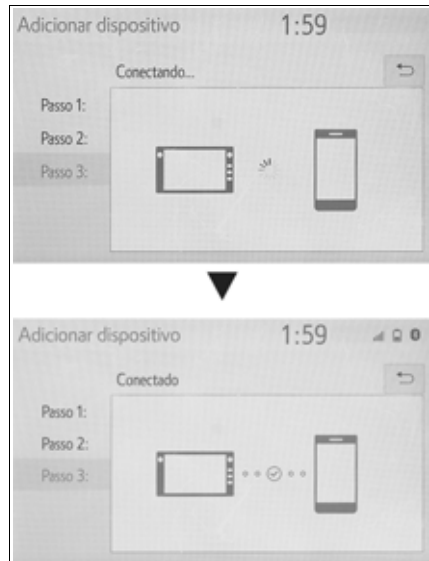 Adicionar dispositivo 1:59
Conectando...
Passo 1:
Passo 2:
Passo 3:
Adicionar dispositivo 1:59
Conectado
Passo 1:
Passo 2:
Passo 3: